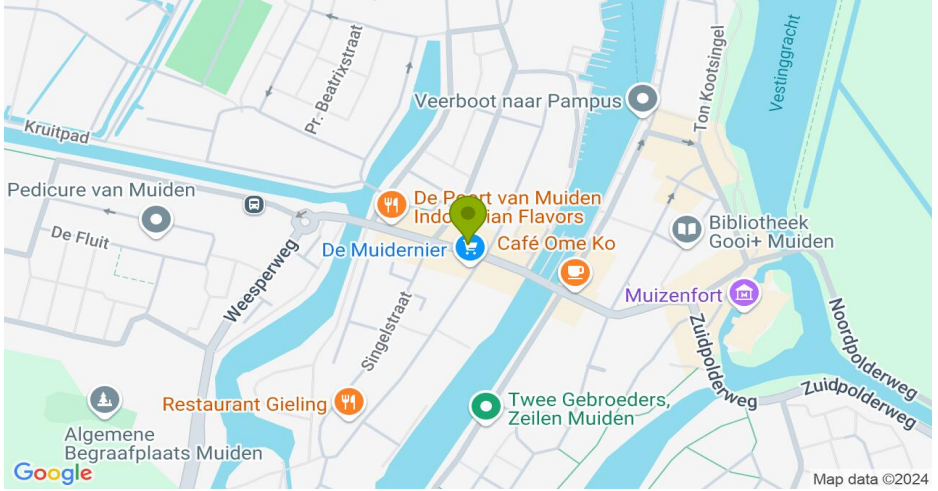 Pr. Beatrixstraat
Ton Kootsingel
Vestinggracht
Veerboot naar Pampus
Kruitpad
Pedicure van Muiden
De Fluit
Weesperweg
De Poort van Muiden
Indonesian Flavors
De Muidernier
Café Ome Ko
Bibliotheek
Gooi+ Muiden
Muizenfort
Singelstraat
Zuidpolderweg
Noordpolderweg
Zuidpolderweg
Restaurant Gieling
Twee Gebroeders,
Zeilen Muiden
Algemene
Begraafplaats Muiden
Google
Map data ©2024